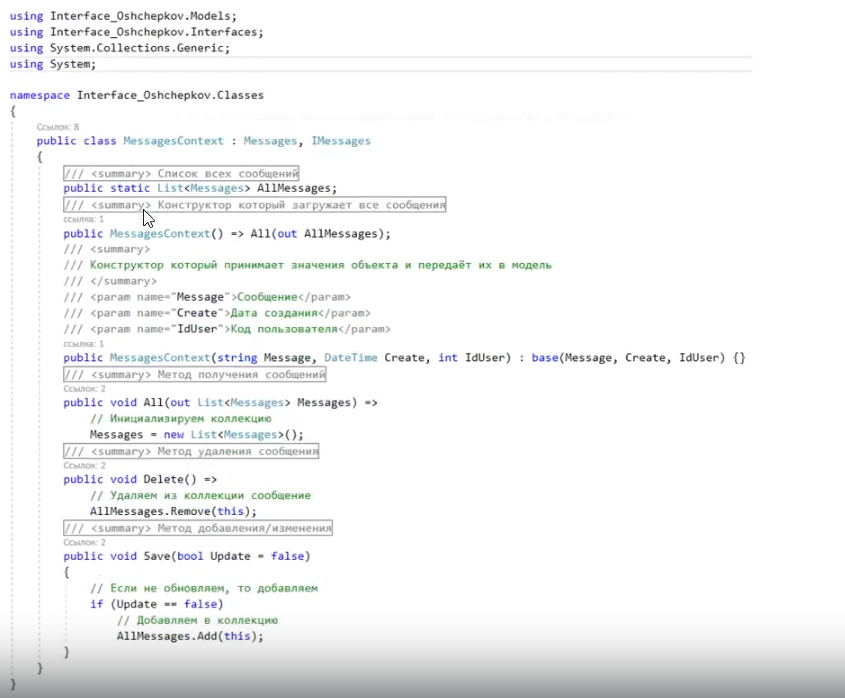 using Interface_Oshchepkov.Models;
using Interface_Oshchepkov.Interfaces;
using System.Collections.Generic;
using System;
namespace Interface_Oshchepkov.Classes
{
Ссылок: 8
public class MessagesContext : Messages, IMessages
{
/// <summary> Список всех сообщений
public static List<Messages> AllMessages;
/// <summary> Конструктор который загружает все сообщения
ссылка: 1
public MessagesContext() => All(out AllMessages);
/// <summary>
/// Конструктор который принимает значения объекта и передаёт их в модель
/// </summary>
/// <param name="Message">Сообщение</param>
/// <param name="Create">Дата создания</param>
/// <param name="IdUser">Код пользователя</param>
ссылка: 1
public MessagesContext(string Message, DateTime Create, int IdUser) : base(Message, Create, IdUser) {}
/// <summary> Метод получения сообщений
Ссылок: 2
public void All(out List<Messages> Messages) =>
// Инициализируем коллекцию
Messages = new List<Messages>();
/// <summary> Метод удаления сообщения
Ссылок: 2
public void Delete() =>
// Удаляем из коллекции сообщение
AllMessages.Remove(this);
/// <summary> Метод добавления/изменения
Ссылок: 2
public void Save(bool Update = false)
{
// Если не обновляем, то добавляем
if (Update == false)
// Добавляем в коллекцию
AllMessages.Add(this);
}
}
}